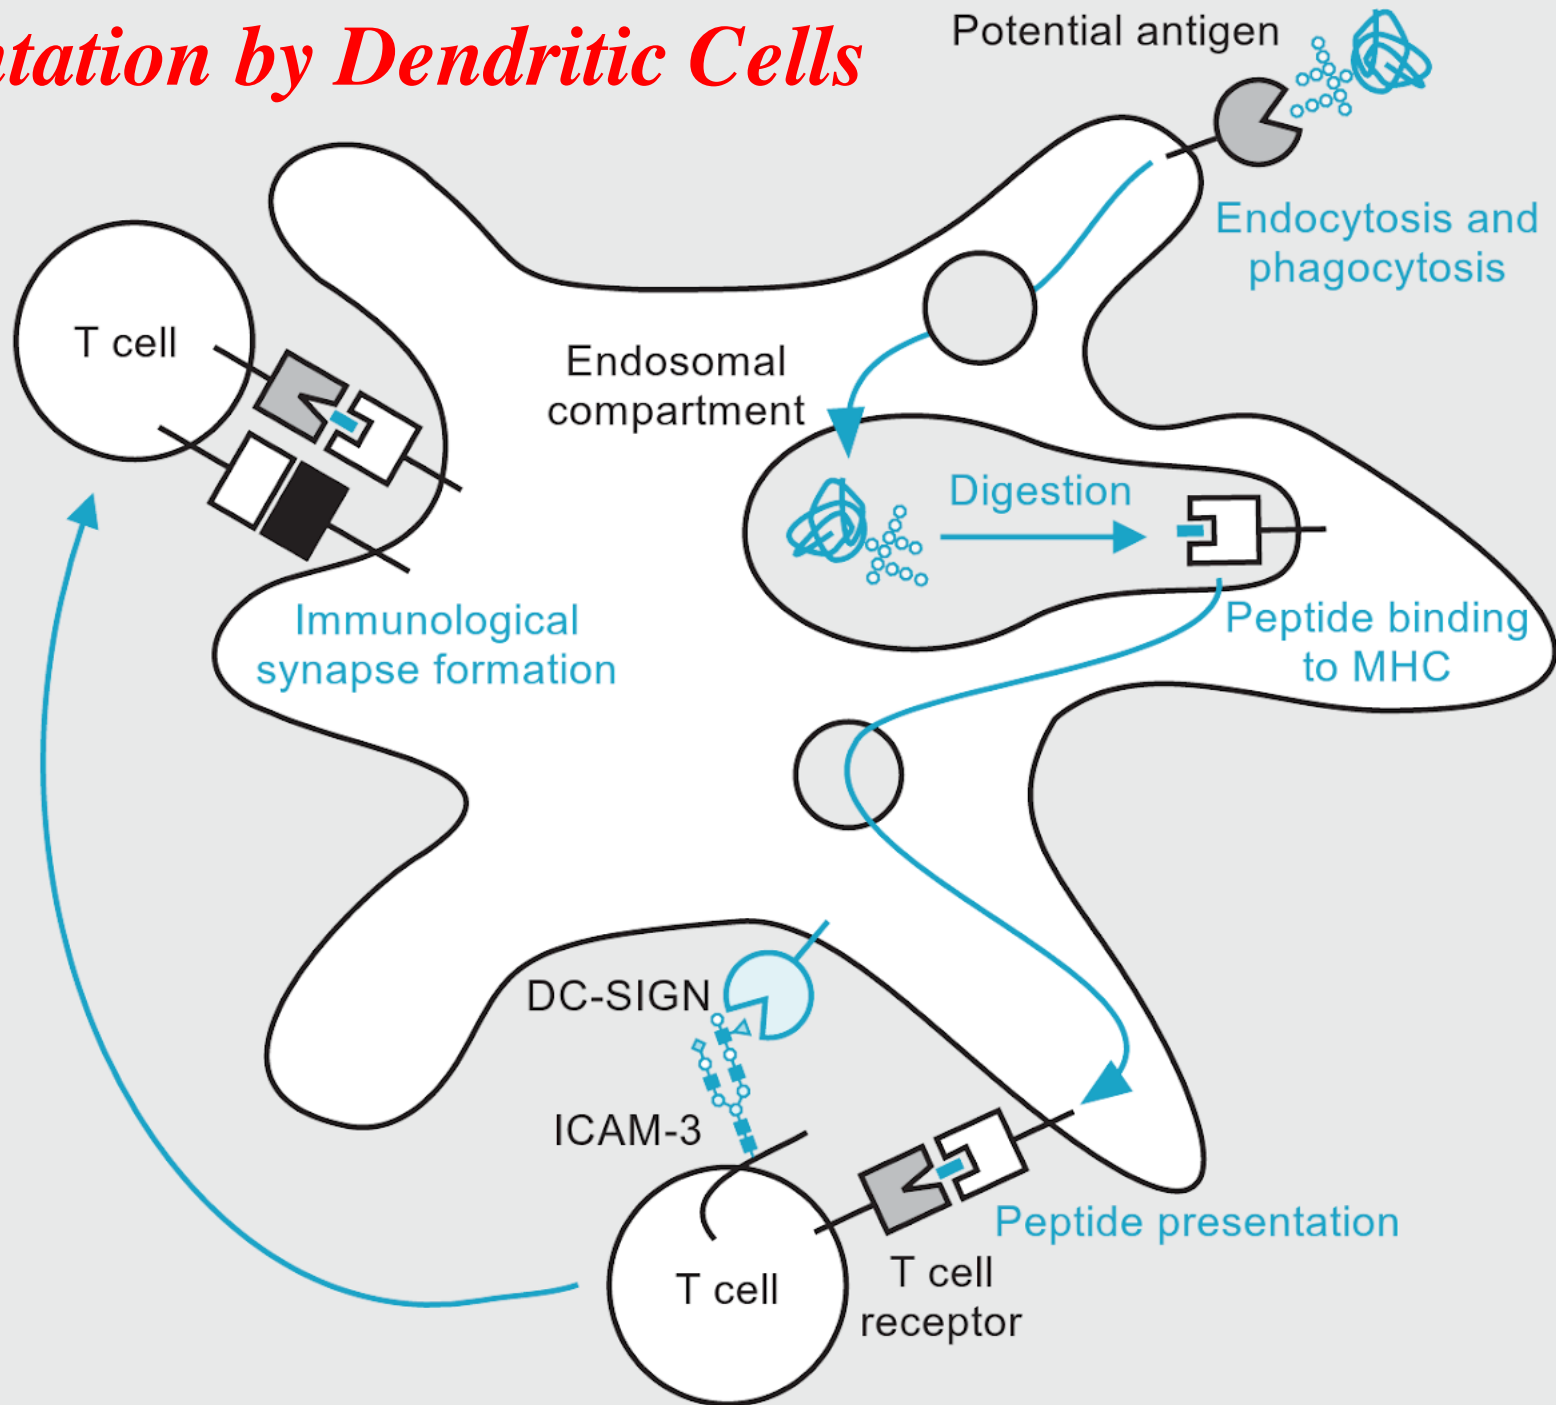 ntation by Dendritic Cells
Potential antigen
Endocytosis and
phagocytosis
T cell
Endosomal
compartment
Digestion
Immunological
synapse formation
Peptide binding
to MHC
DC-SIGN
ICAM-3
Peptide presentation
T cell
T cell
receptor